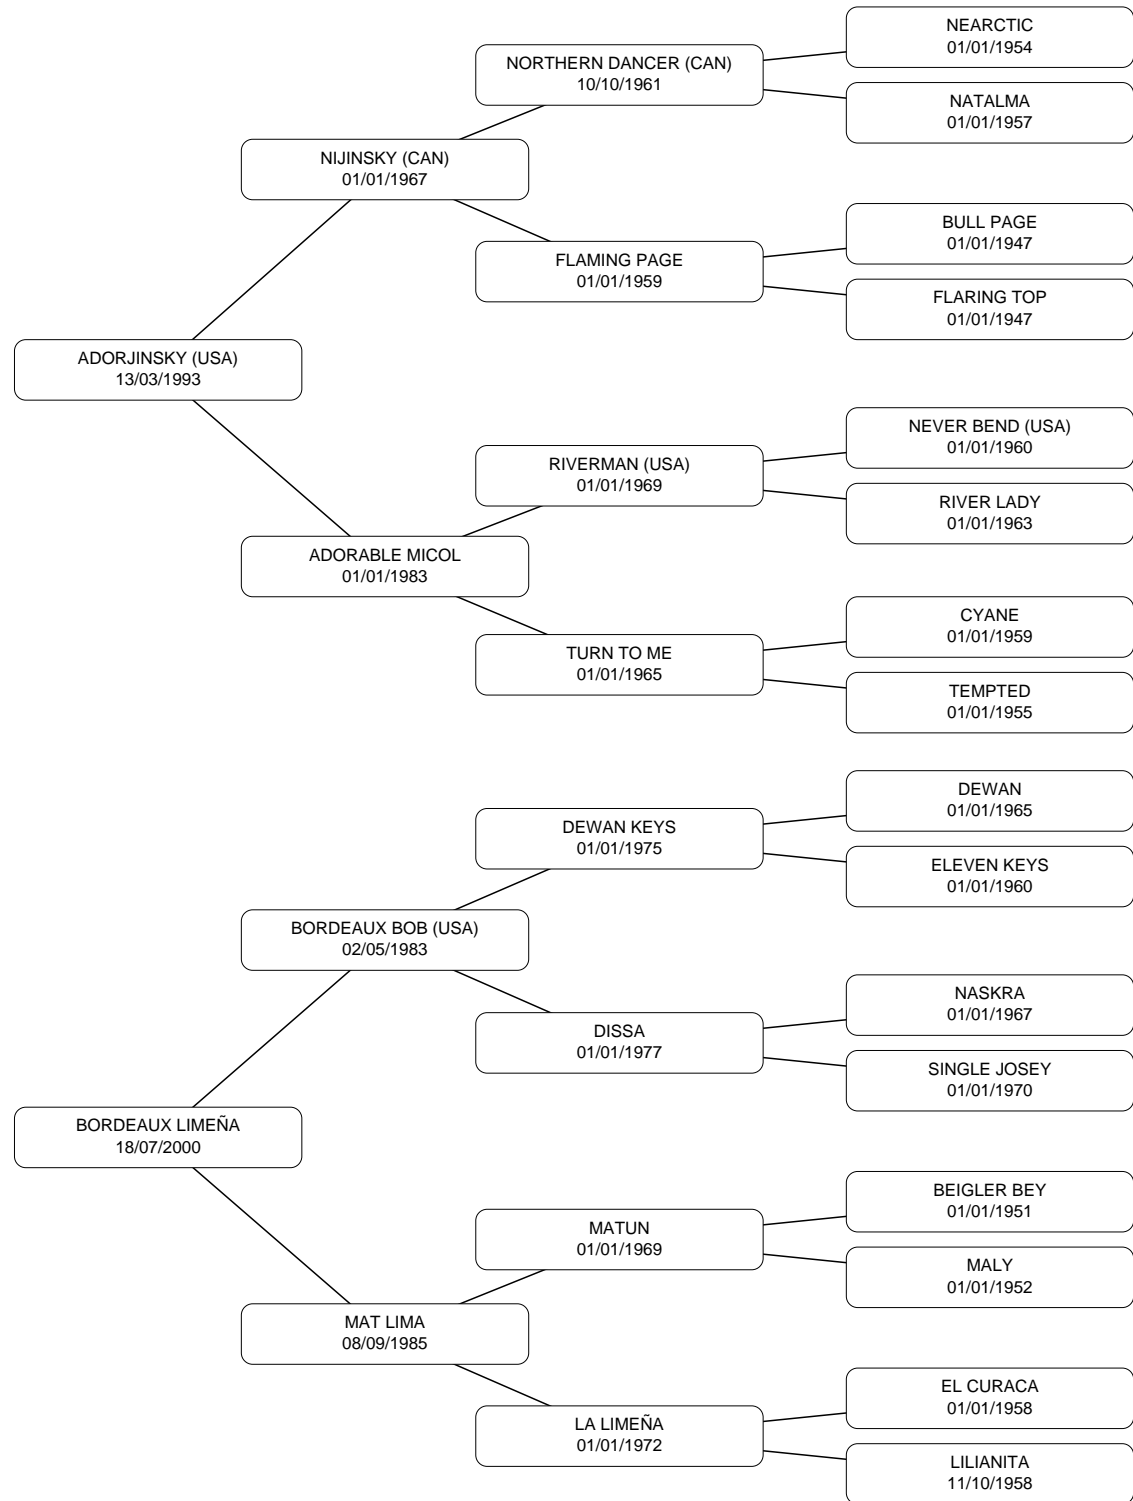 NEARCTIC
01/01/1954
NORTHERN DANCER (CAN)
10/10/1961
NATALMA
01/01/1957
NIJINSKY (CAN)
01/01/1967
BULL PAGE
01/01/1947
FLAMING PAGE
01/01/1959
FLARING TOP
01/01/1947
ADORJINSKY (USA)
13/03/1993
NEVER BEND (USA)
01/01/1960
RIVERMAN (USA)
01/01/1969
RIVER LADY
01/01/1963
ADORABLE MICOL
01/01/1983
CYANE
01/01/1959
TURN TO ME
01/01/1965
TEMPTED
01/01/1955
DEWAN
01/01/1965
DEWAN KEYS
01/01/1975
ELEVEN KEYS
01/01/1960
BORDEAUX BOB (USA)
02/05/1983
NASKRA
01/01/1967
DISSA
01/01/1977
SINGLE JOSEY
01/01/1970
BORDEAUX LIMEÑA
18/07/2000
BEIGLER BEY
01/01/1951
MATUN
01/01/1969
MALY
01/01/1952
MAT LIMA
08/09/1985
EL CURACA
01/01/1958
LA LIMEÑA
01/01/1972
LILIANITA
11/10/1958